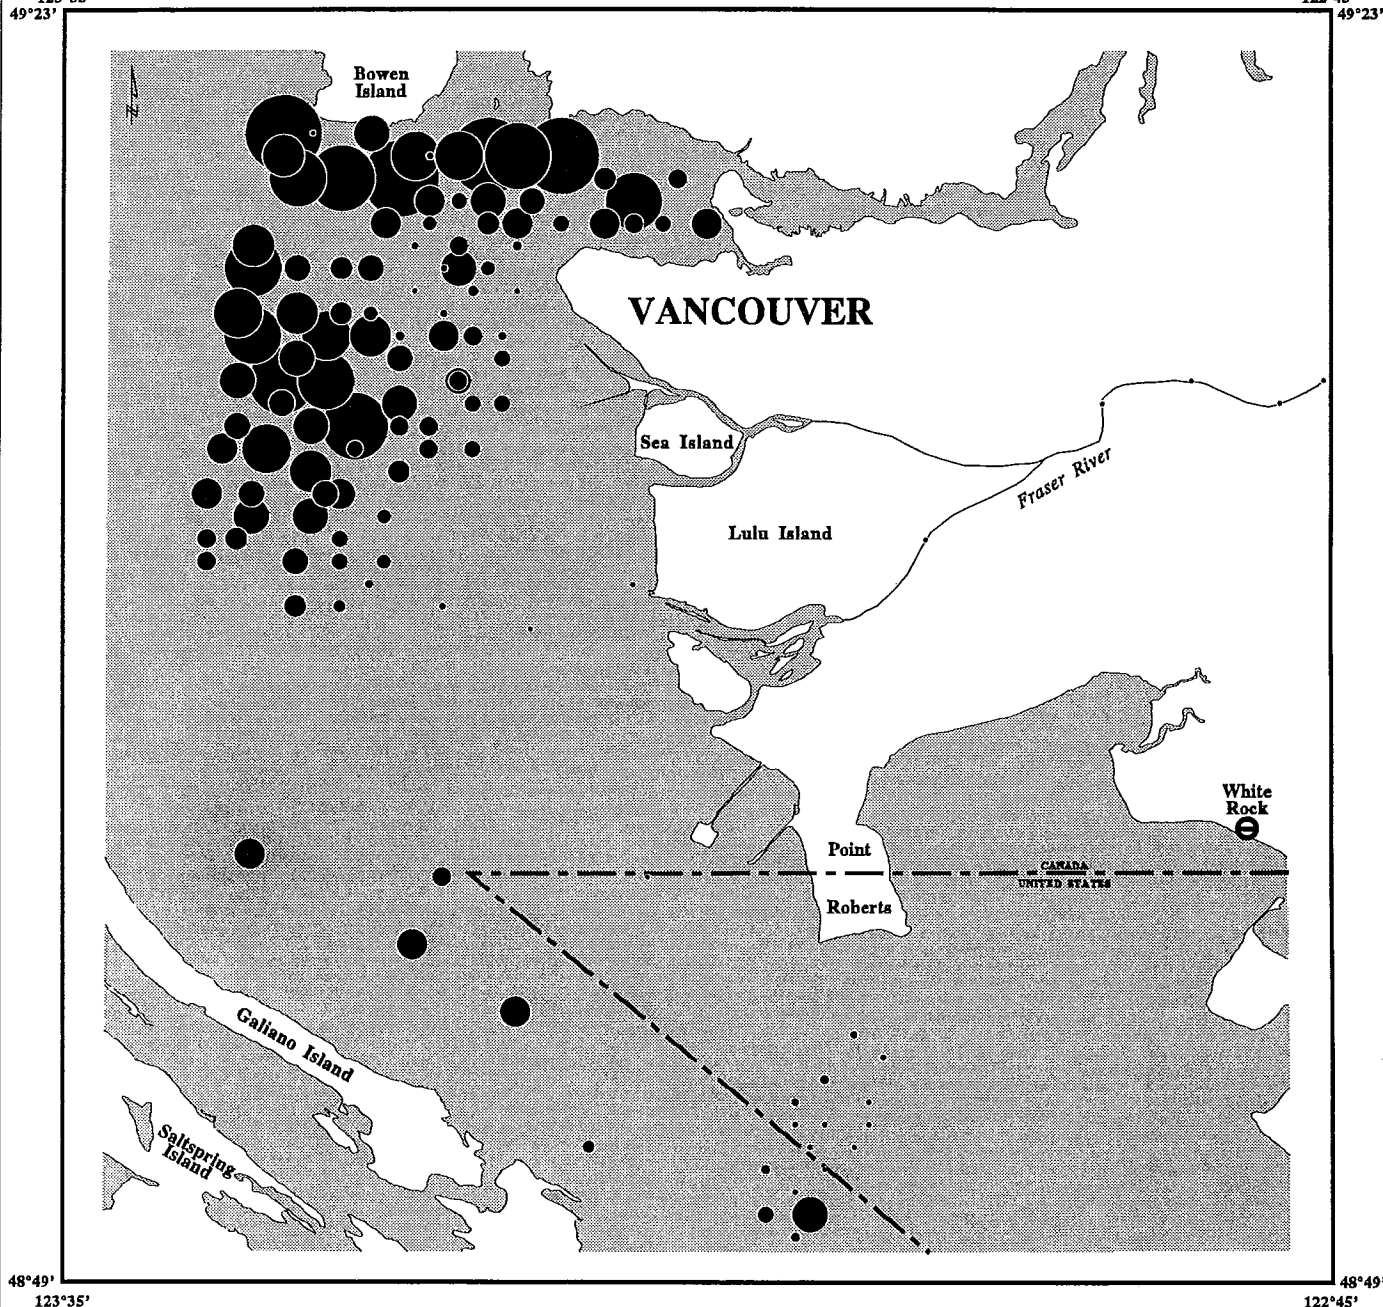 49°23'
49°23'
Bowen
Island
VANCOUVER
Sea Island
Fraser River
Lulu Island
White
Rock
Point
CANADA
UNITED STATES
Roberts
Galiano Island
Saltspring
Island
48°49'
48°49'
123°35'
122°45'